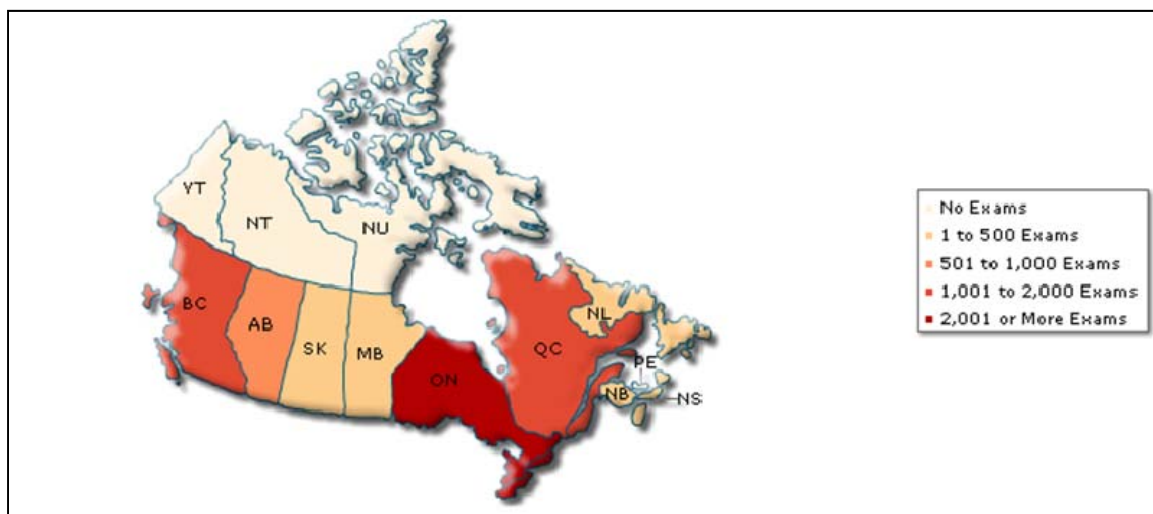 YT
NT
NU
BC
AB
SK
MB
ON
QC
NL
PE
NB
NS
No Exams
1 to 500 Exams
501 to 1,000 Exams
1,001 to 2,000 Exams
2,001 or More Exams